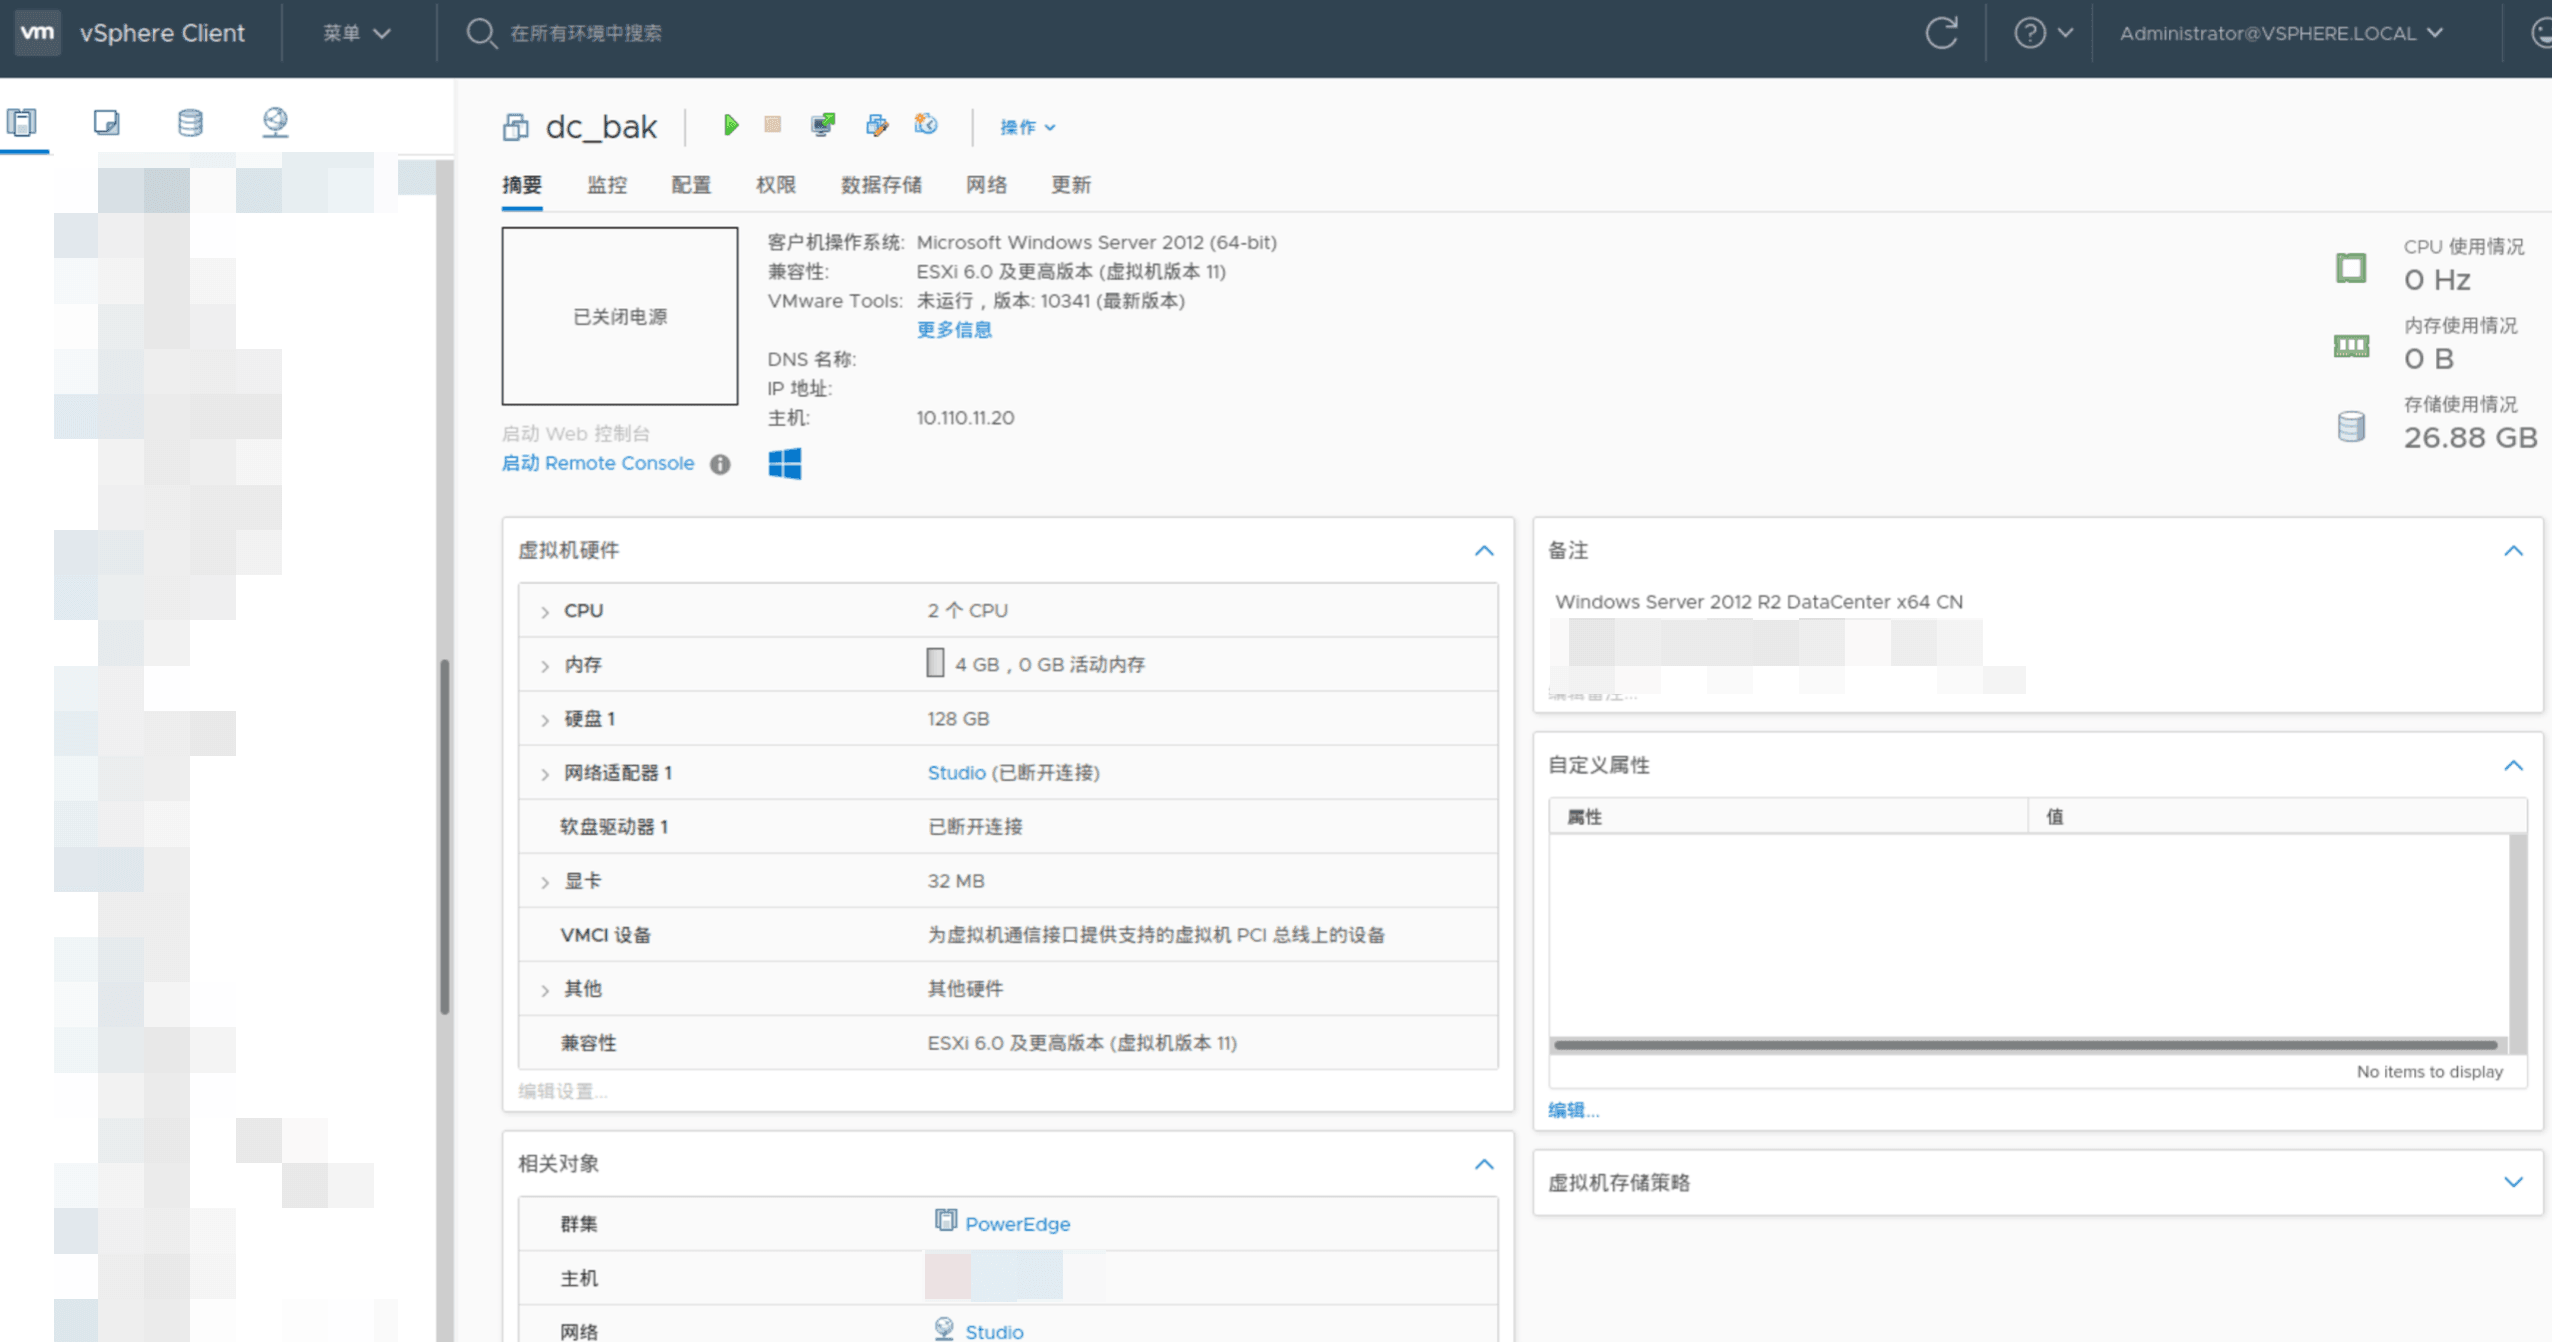 vm vSphere Client 菜单 在所有环境中搜索 Administrator@VSPHERE.LOCAL
dc_bak 操作
摘要 监控 配置 权限 数据存储 网络 更新
已关闭电源
启动 Web 控制台
启动 Remote Console
客户机操作系统: Microsoft Windows Server 2012 (64-bit)
兼容性: ESXi 6.0 及更高版本 (虚拟机版本 11)
VMware Tools: 未运行，版本: 10341 (最新版本)
更多信息
DNS 名称:
IP 地址:
主机: 10.110.11.20
CPU 使用情况
0 Hz
内存使用情况
0 B
存储使用情况
26.88 GB
虚拟机硬件
CPU 2 个 CPU
内存 4 GB，0 GB 活动内存
硬盘 1 128 GB
网络适配器 1 Studio (已断开连接)
软盘驱动器 1 已断开连接
显卡 32 MB
VMCI 设备 为虚拟机通信接口提供支持的虚拟机 PCI 总线上的设备
其他 其他硬件
兼容性 ESXi 6.0 及更高版本 (虚拟机版本 11)
编辑设置...
相关对象
群集 PowerEdge
主机
网络 Studio
备注
Windows Server 2012 R2 DataCenter x64 CN
自定义属性
属性 值
No items to display
编辑...
虚拟机存储策略